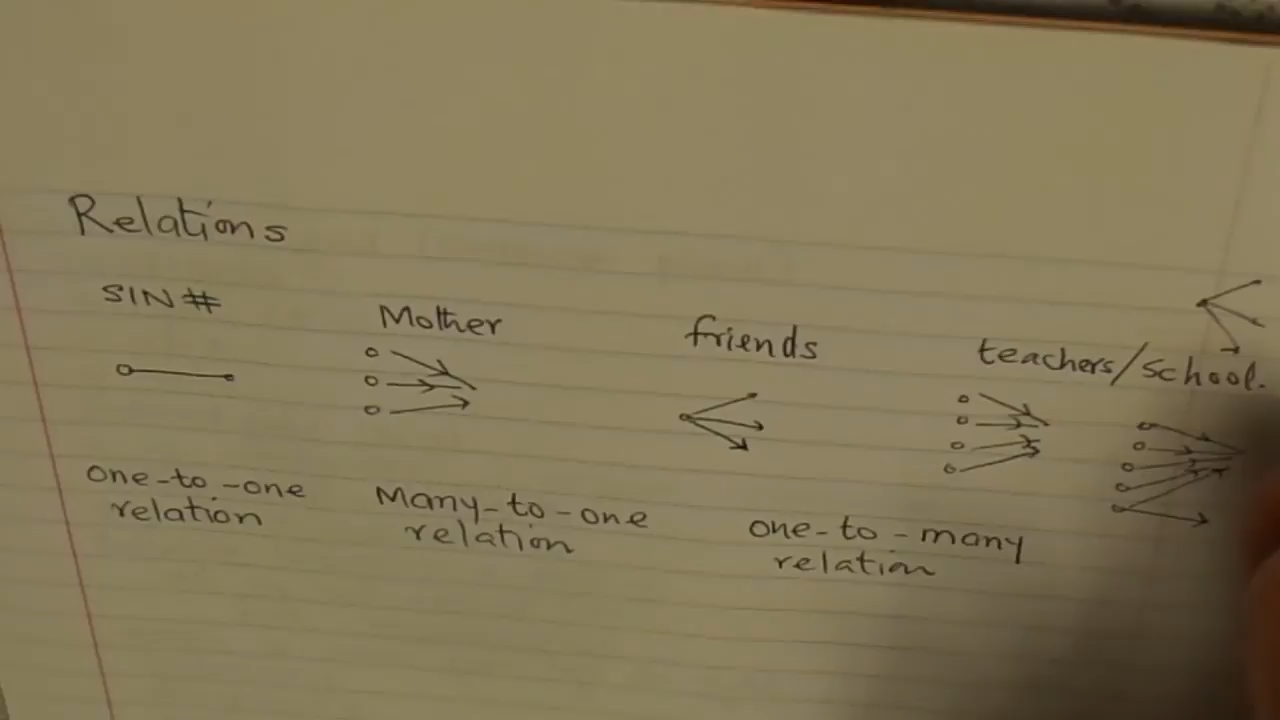 Relations
SIN #
Mother
friends
teachers/school.
one-to-one
relation
Many-to-one
relation
one-to-many
relation